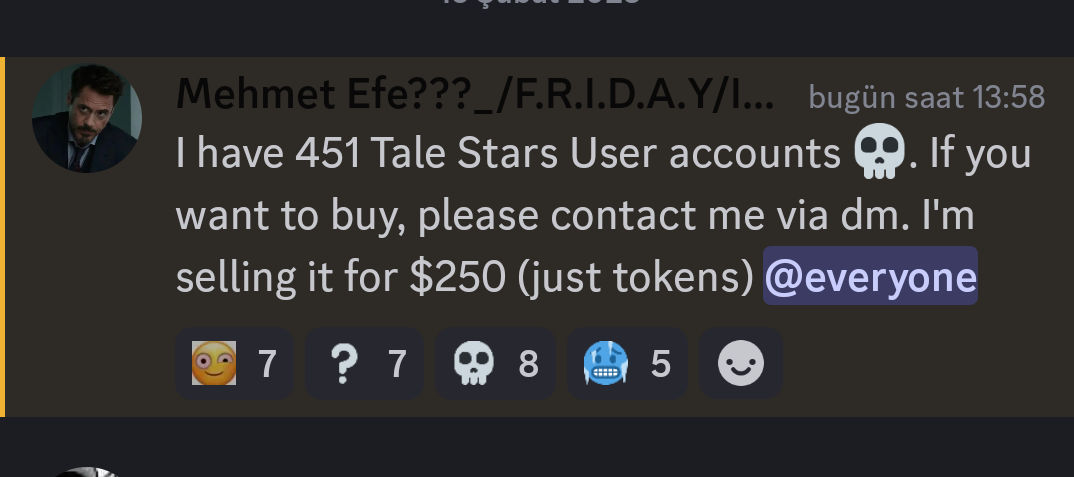 Mehmet Efe???_/F.R.I.D.A.Y/I...
bugün saat 13:58
I have 451 Tale Stars User accounts 💀. If you
want to buy, please contact me via dm. I'm
selling it for $250 (just tokens) @everyone
7
? 7
8
5